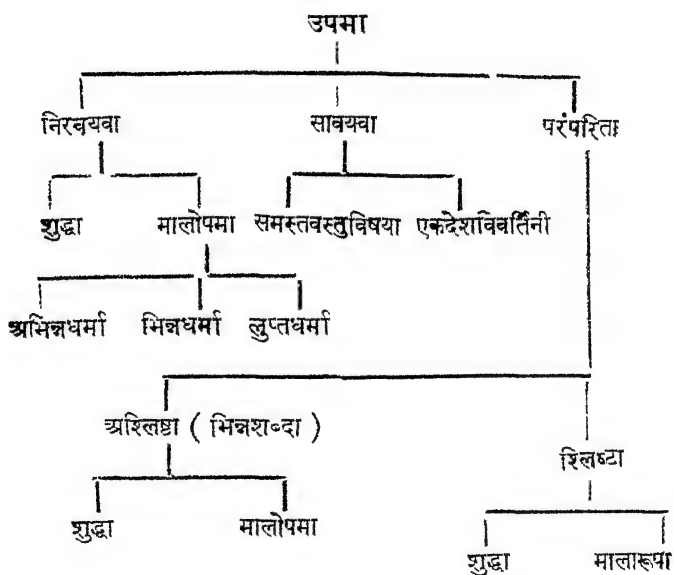 उपमा
निरवयवा सावयवा परंपरिता
शुद्धा मालोपमा समस्तवस्तुविषया एकदेशविवर्तिनी
अभिन्नधर्मा भिन्नधर्मा लुप्तधर्मा
अश्लिष्टा ( भिन्नशब्दा )
श्लिष्टा
शुद्धा मालोपमा
शुद्धा मालारूपा